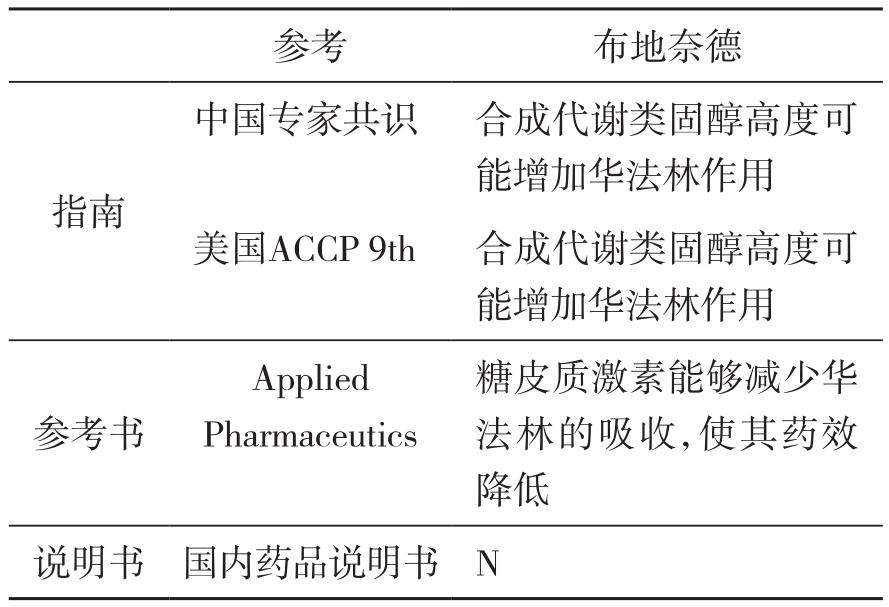 参考 布地奈德
中国专家共识 合成代谢类固醇高度可
能增加华法林作用
指南
美国ACCP 9th 合成代谢类固醇高度可
能增加华法林作用
Applied 糖皮质激素能够减少华
参考书 Pharmaceutics 法林的吸收,使其药效
降低
说明书 国内药品说明书 N